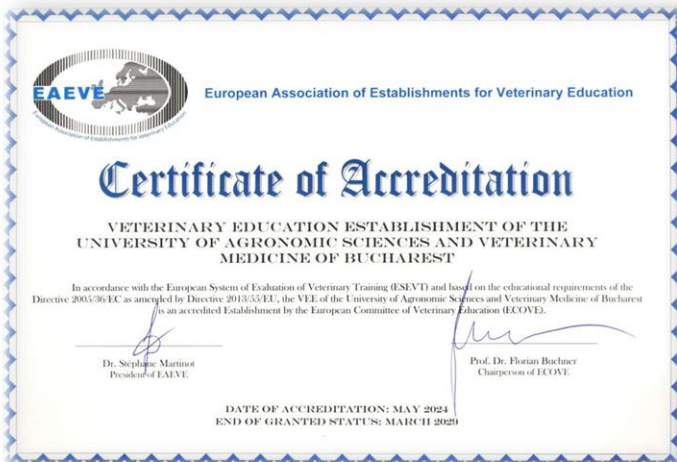 EAEVE
European Association of Establishments for Veterinary Education
European Association of Establishments for Veterinary Education
Certificate of Accreditation
VETERINARY EDUCATION ESTABLISHMENT OF THE
UNIVERSITY OF AGRONOMIC SCIENCES AND VETERINARY
MEDICINE OF BUCHAREST
In accordance with the European System of Evaluation of Veterinary Training (ESEVT) and based on the educational requirements of the
Directive 2005/36/EC as amended by Directive 2013/55/EU, the VEE of the University of Agronomic Sciences and Veterinary Medicine of Bucharest
is an accredited Establishment by the European Committee of Veterinary Education (ECOVE).
Dr. Stéphane Martinot
President of EAEVE
Prof. Dr. Florian Buchner
Chairperson of ECOVE
DATE OF ACCREDITATION: MAY 2024
END OF GRANTED STATUS: MARCH 2029